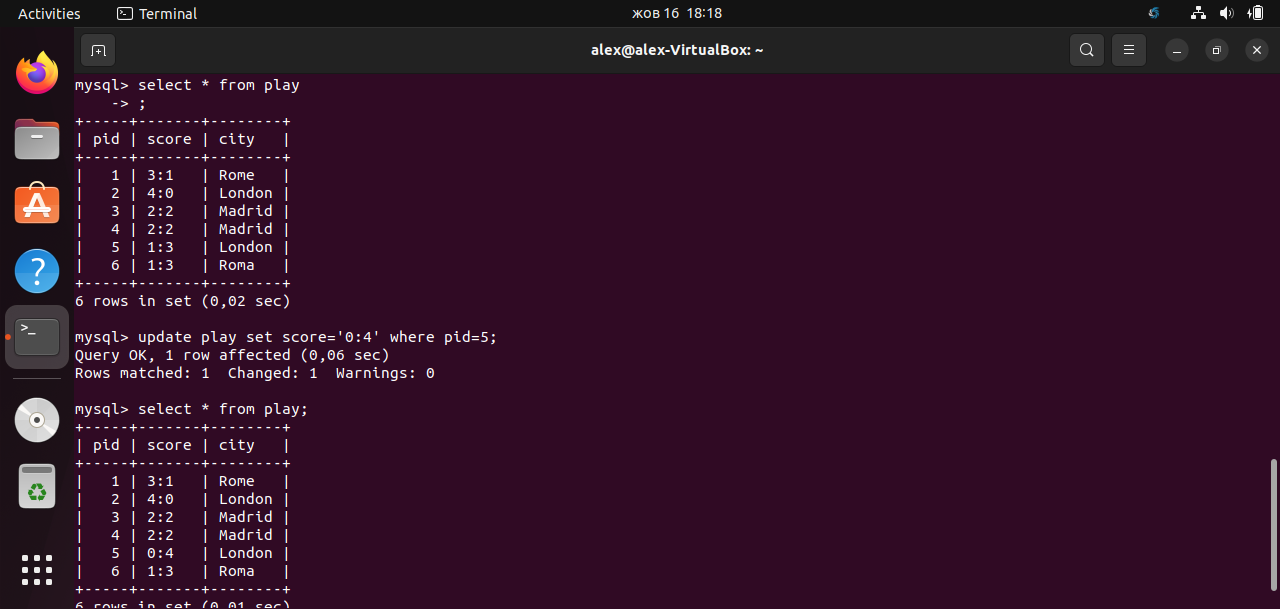 Activities
Terminal
жов 16 18:18
alex@alex-VirtualBox: ~
mysql> select * from play
    -> ;
+-----+-------+--------+
| pid | score | city   |
+-----+-------+--------+
|   1 | 3:1   | Rome   |
|   2 | 4:0   | London |
|   3 | 2:2   | Madrid |
|   4 | 2:2   | Madrid |
|   5 | 1:3   | London |
|   6 | 1:3   | Roma   |
+-----+-------+--------+
6 rows in set (0,02 sec)
mysql> update play set score='0:4' where pid=5;
Query OK, 1 row affected (0,06 sec)
Rows matched: 1  Changed: 1  Warnings: 0
mysql> select * from play;
+-----+-------+--------+
| pid | score | city   |
+-----+-------+--------+
|   1 | 3:1   | Rome   |
|   2 | 4:0   | London |
|   3 | 2:2   | Madrid |
|   4 | 2:2   | Madrid |
|   5 | 0:4   | London |
|   6 | 1:3   | Roma   |
+-----+-------+--------+
6 rows in set (0,01 sec)